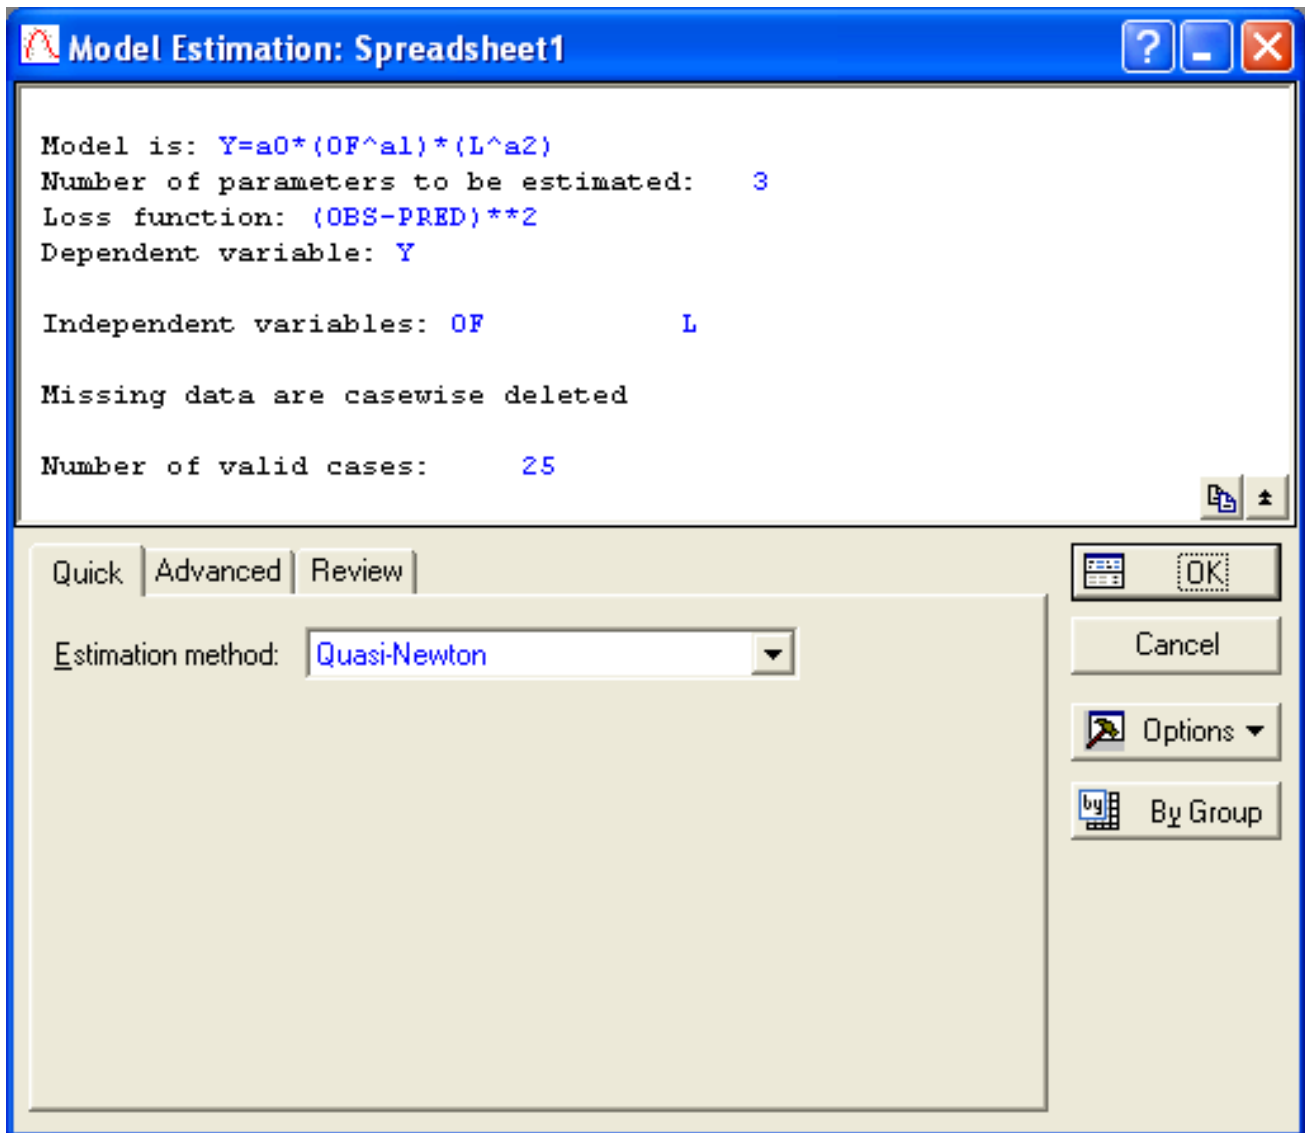 Model Estimation: Spreadsheet1
Model is: Y=a0*(OF^a1)*(L^a2)
Number of parameters to be estimated: 3
Loss function: (OBS-PRED)**2
Dependent variable: Y
Independent variables: OF L
Missing data are casewise deleted
Number of valid cases: 25
Quick Advanced Review
OK
Estimation method: Quasi-Newton
Cancel
Options
by By Group